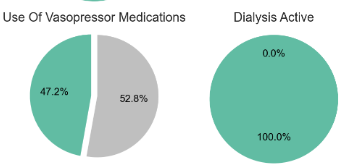 Use Of Vasopressor Medications
Dialysis Active
47.2%
52.8%
0.0%
100.0%